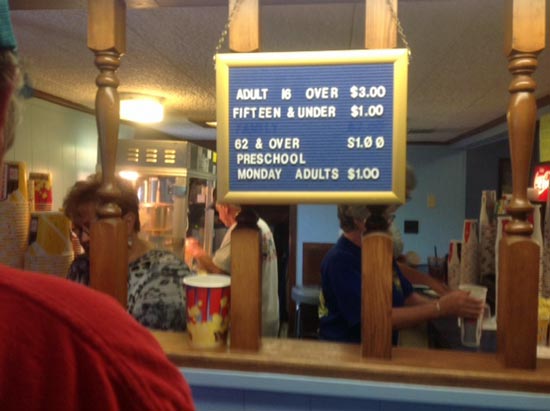 ADULT 16 OVER $3.00
FIFTEEN & UNDER $1.00
62 & OVER $1.00
PRESCHOOL
MONDAY ADULTS $1.00